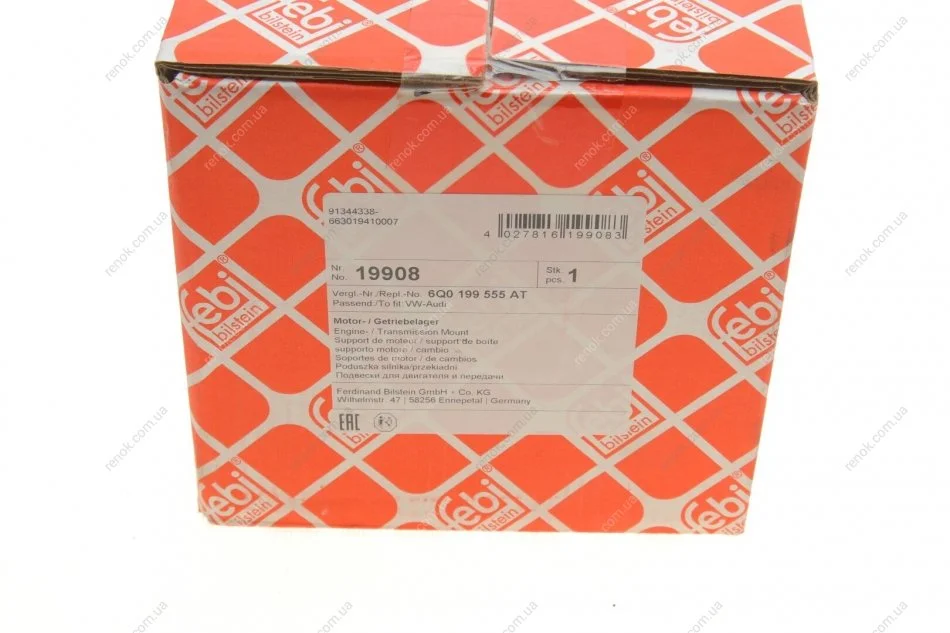 febi
bilstein
91344338-
663019410007
4 027816 199083
Nr.
No. 19908
Stk.
pcs. 1
Vergl.-Nr./Repl.-No. 6Q0 199 555 AT
Passend./To fit:VW-Audi
Motor- / Getriebelager
Engine- / Transmission Mount
Support de moteur / support de boîte
supporto motore / cambio
Soportes de motor / de cambios
Poduszka silnika/przekładni
Подвески для двигателя и передачи
Ferdinand Bilstein GmbH + Co. KG
Wilhelmstr. 47 | 58256 Ennepetal | Germany
EAC
renok.com.ua